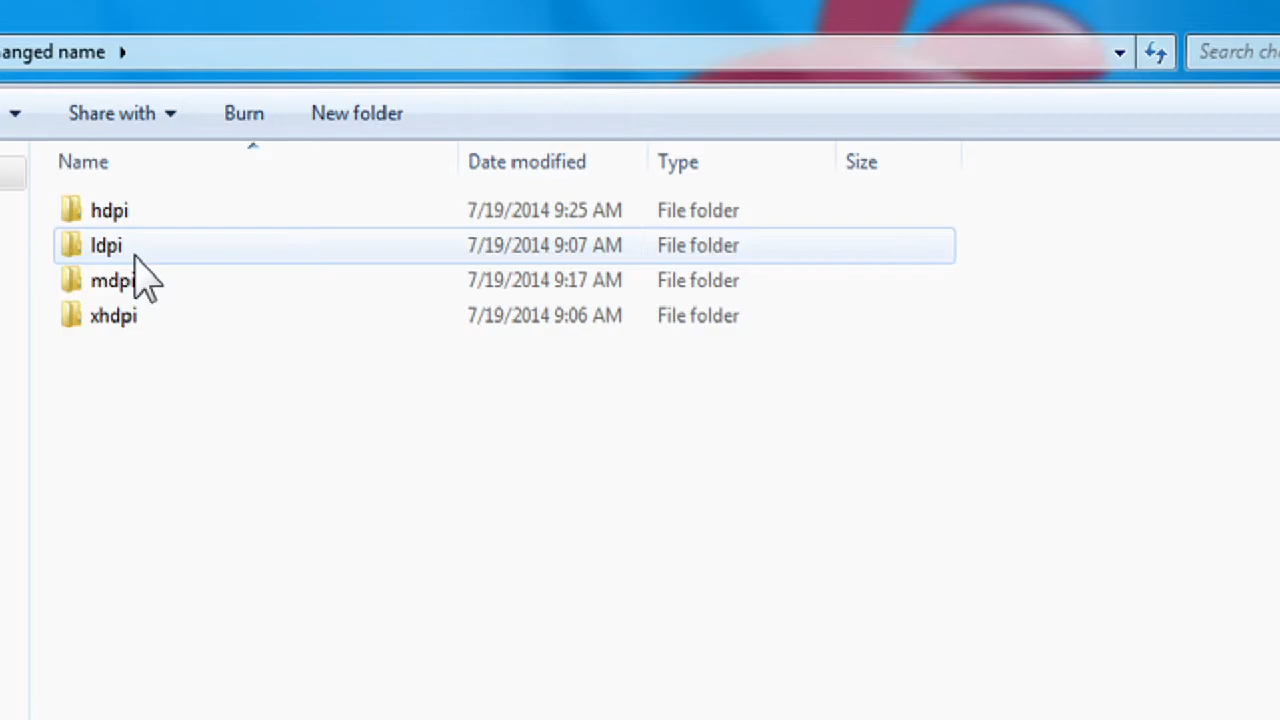 anged name
Search ch
Share with Burn New folder
Name Date modified Type Size
hdpi 7/19/2014 9:25 AM File folder
ldpi 7/19/2014 9:07 AM File folder
mdpi 7/19/2014 9:17 AM File folder
xhdpi 7/19/2014 9:06 AM File folder